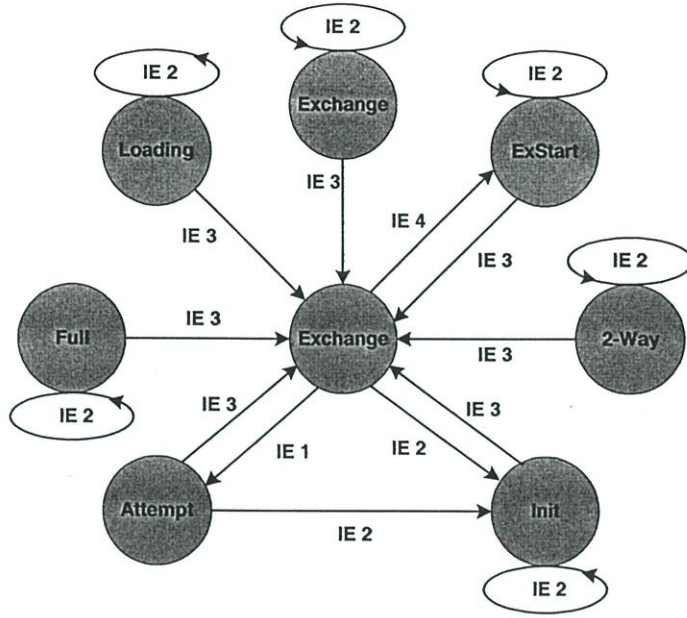 IE 2
IE 2
IE 2
Exchange
Loading
ExStart
IE 3
IE 4
IE 3
IE 3
IE 2
IE 3
Full
Exchange
2-Way
IE 3
IE 2
IE 3
IE 3
IE 1
IE 2
Attempt
Init
IE 2
IE 2